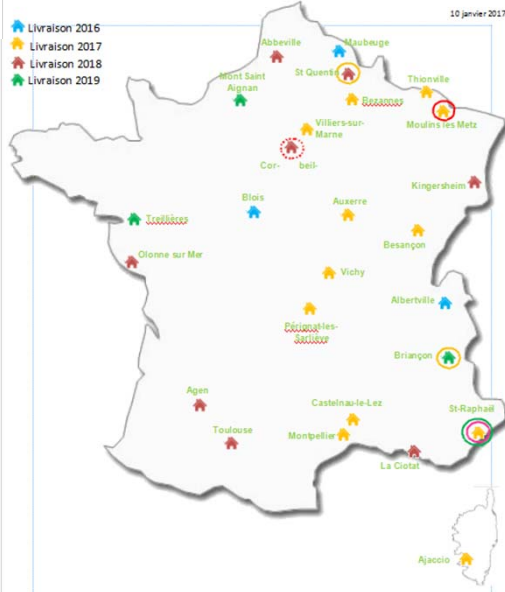 10 janvier 2017
Livraison 2016
Livraison 2017
Livraison 2018
Livraison 2019
Abbeville
Maubeuge
St Quentin
Mont Saint
Aignan
Thionville
Bezannes
Moulins les Metz
Villiers-sur-
Marne
Cor- beil-
Kingersheim
Blois
Auxerre
Treillières
Besançon
Olonne sur Mer
Vichy
Albertville
Pérignat-les-
Sarliève
Briançon
Agen
Castelnau-le-Lez
St-Raphaël
Toulouse
Montpellier
La Ciotat
Ajaccio